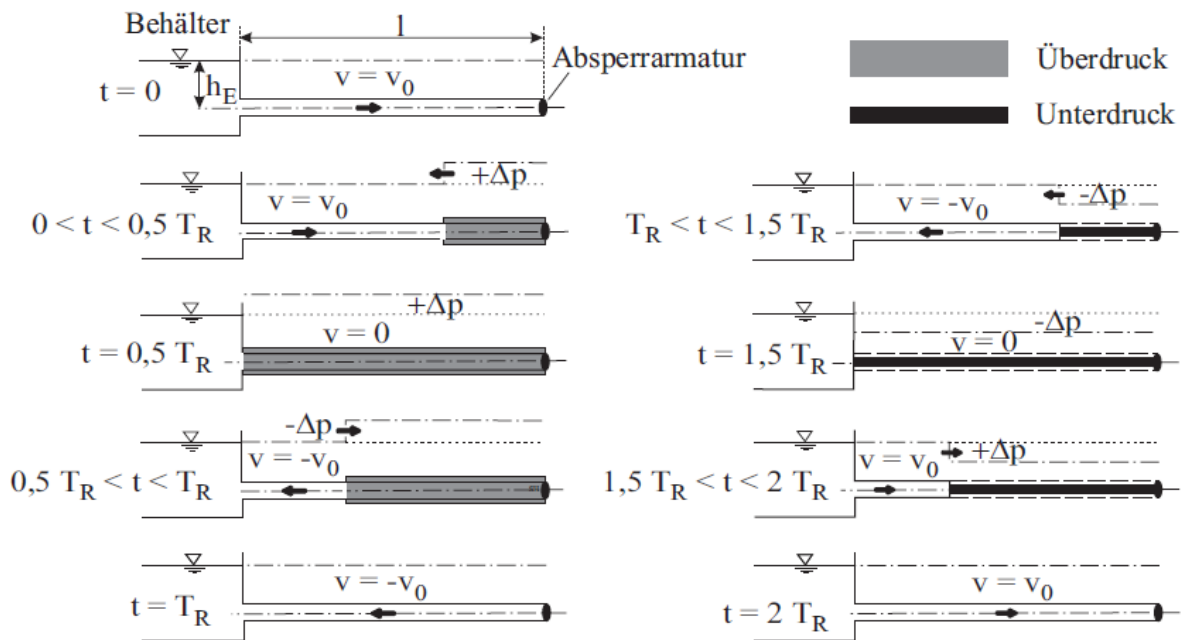 Behälter
l
Absperrarmatur
t = 0
h_E
v = v_0
Überdruck
Unterdruck
+Δp
v = v_0
0 < t < 0,5 T_R
+Δp
v = 0
t = 0,5 T_R
-Δp
v = -v_0
0,5 T_R < t < T_R
v = -v_0
t = T_R
-Δp
v = -v_0
T_R < t < 1,5 T_R
-Δp
v = 0
t = 1,5 T_R
v = v_0
+Δp
1,5 T_R < t < 2 T_R
v = v_0
t = 2 T_R